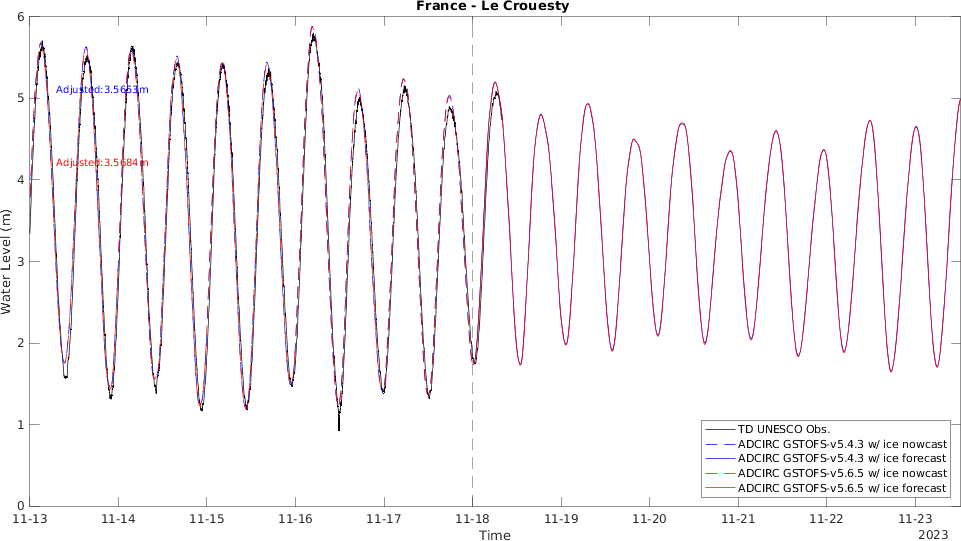 France - Le Crouesty
Water Level (m)
6
5
4
3
2
1
0
Adjusted:3.5653m
Adjusted:3.5684m
TD UNESCO Obs.
ADCIRC GSTOFS-v5.4.3 w/ ice nowcast
ADCIRC GSTOFS-v5.4.3 w/ ice forecast
ADCIRC GSTOFS-v5.6.5 w/ ice nowcast
ADCIRC GSTOFS-v5.6.5 w/ ice forecast
11-13 11-14 11-15 11-16 11-17 11-18 11-19 11-20 11-21 11-22 11-23
Time
2023